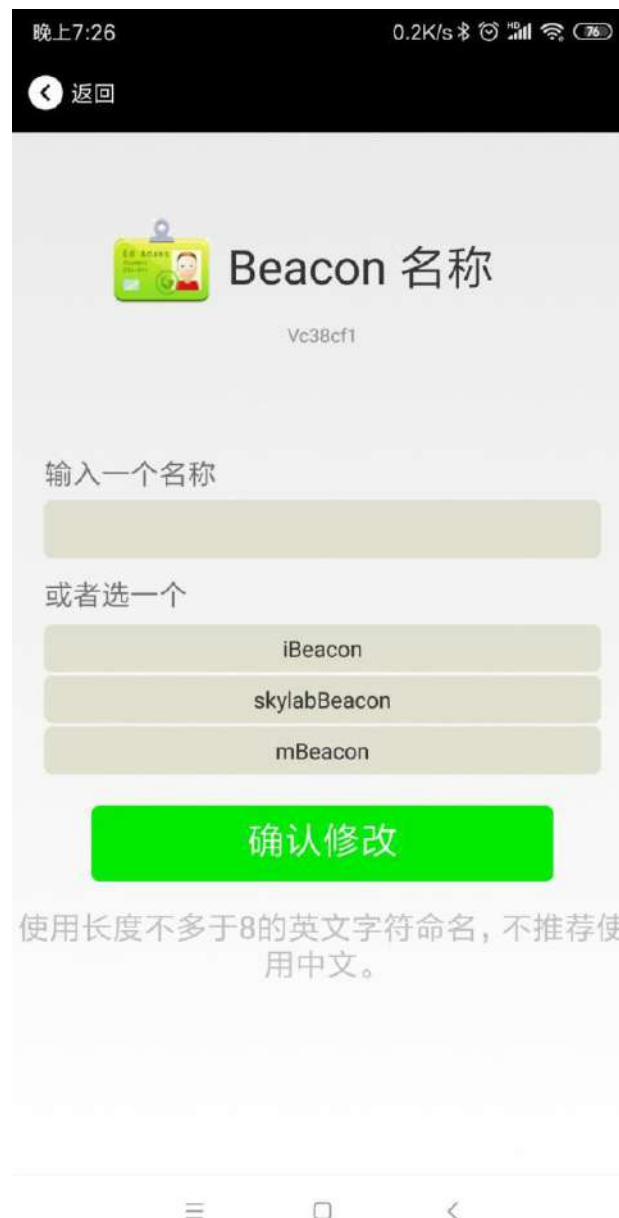 晚上7:26 0.2K/s HD 76
返回
Beacon 名称
Vc38cf1
输入一个名称
或者选一个
iBeacon
skylabBeacon
mBeacon
确认修改
使用长度不多于8的英文字符命名，不推荐使
用中文。